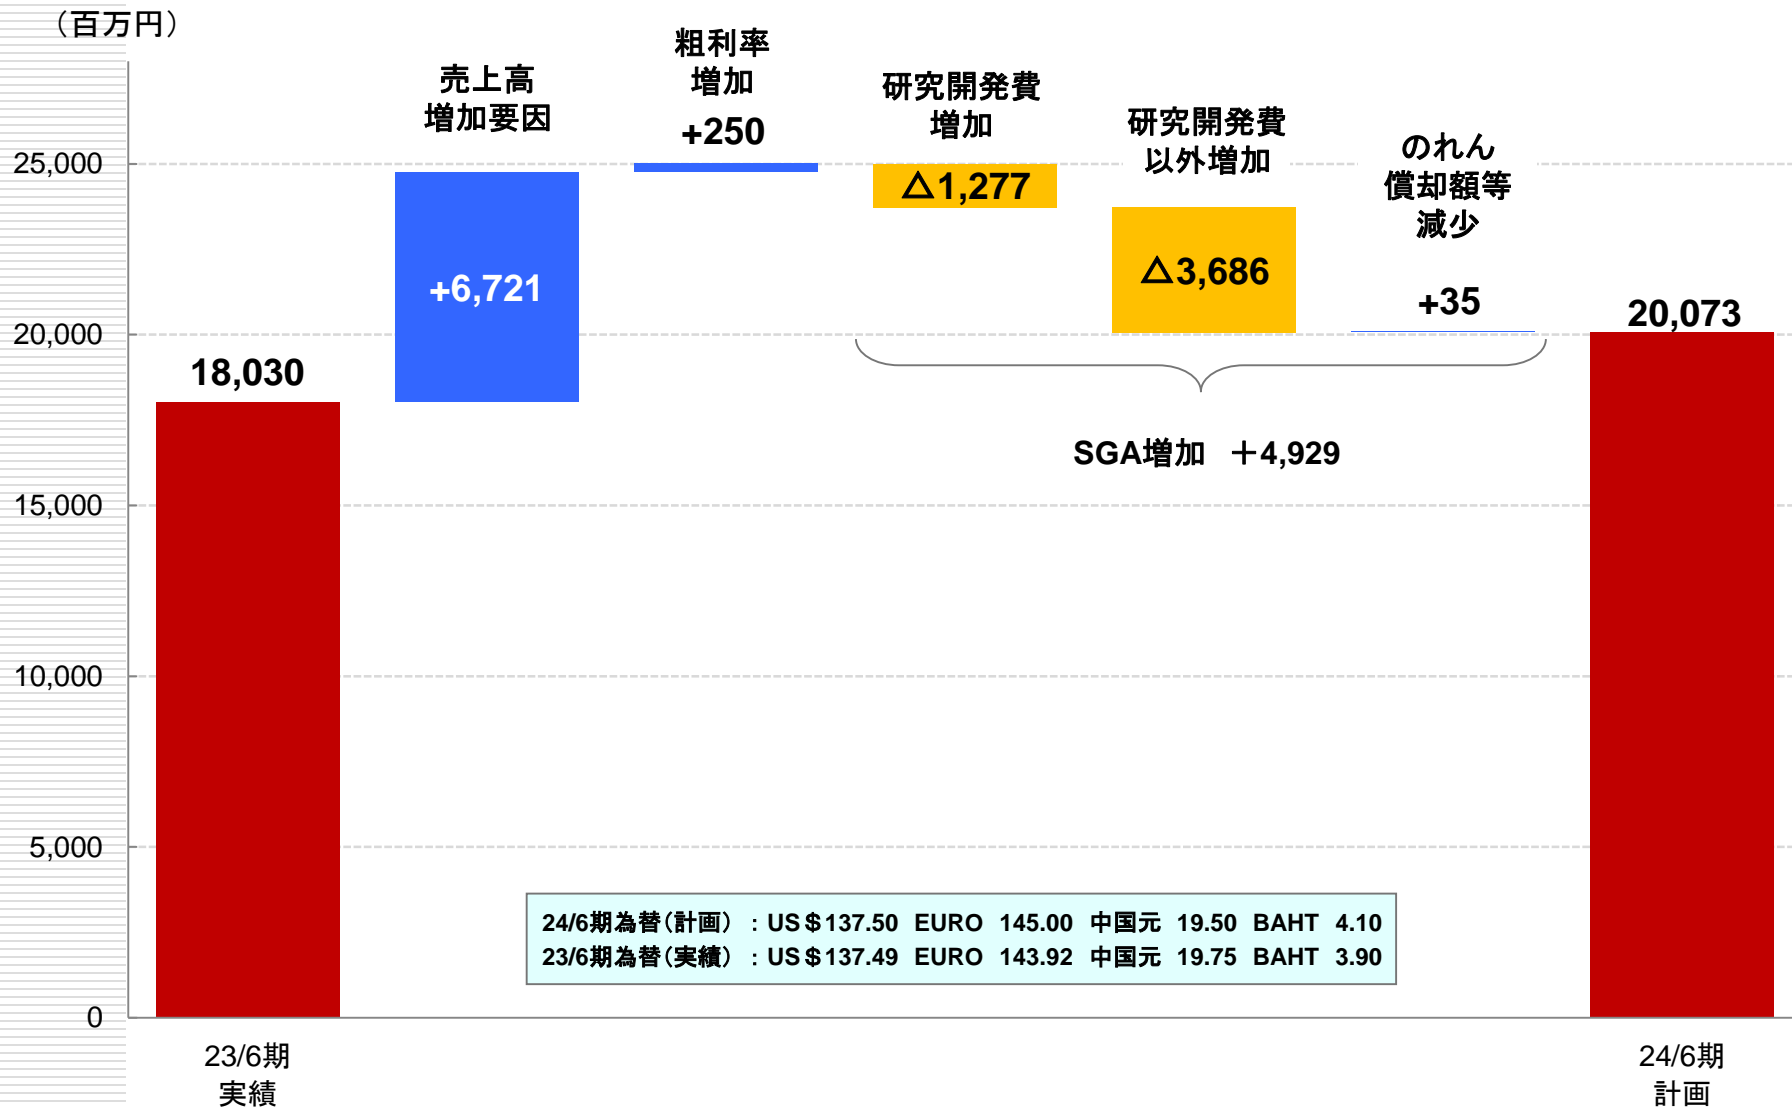 （百万円）
売上高
増加要因
粗利率
増加
+250
研究開発費
増加
研究開発費
以外増加
のれん
償却額等
減少
25,000
20,000
15,000
10,000
5,000
0
18,030
+6,721
△1,277
△3,686
+35
20,073
SGA増加　＋4,929
24/6期為替（計画）：US＄137.50 EURO 145.00 中国元 19.50 BAHT 4.10
23/6期為替（実績）：US＄137.49 EURO 143.92 中国元 19.75 BAHT 3.90
23/6期
実績
24/6期
計画